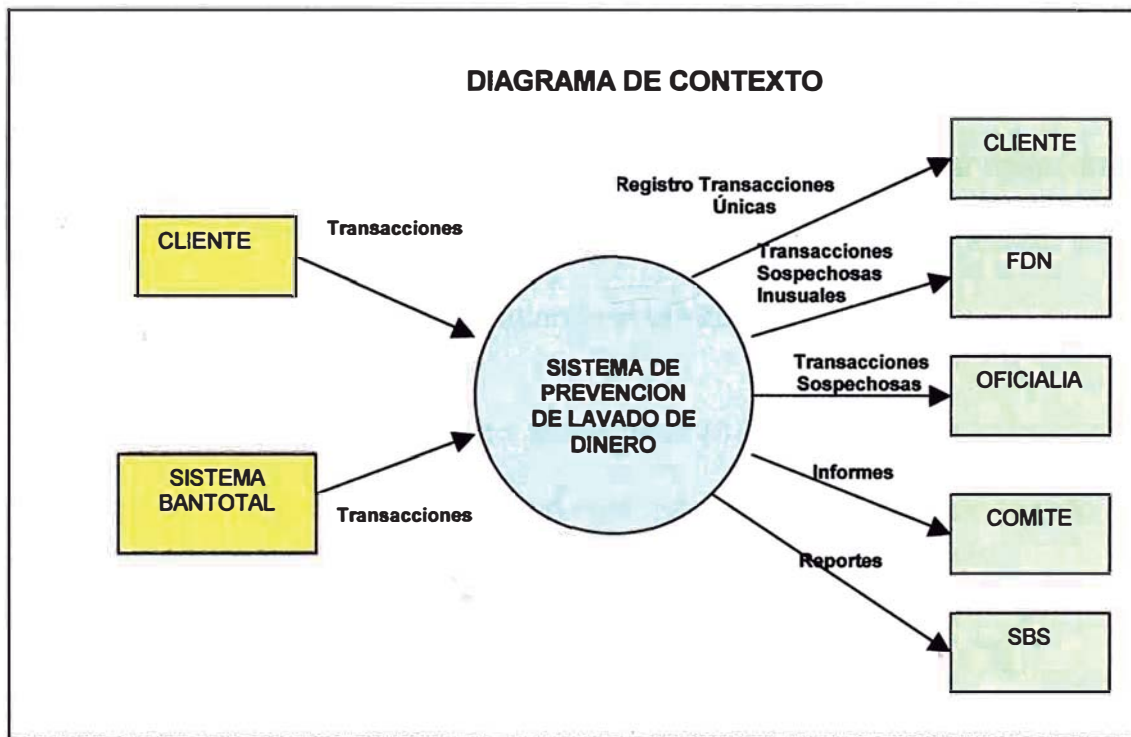 DIAGRAMA DE CONTEXTO
CLIENTE
Transacciones
SISTEMA
BANTOTAL
Transacciones
SISTEMA DE
PREVENCION
DE LAVADO DE
DINERO
Registro Transacciones
Únicas
CLIENTE
Transacciones
Sospechosas
Inusuales
FDN
Transacciones
Sospechosas
OFICIALIA
Informes
COMITE
Reportes
SBS